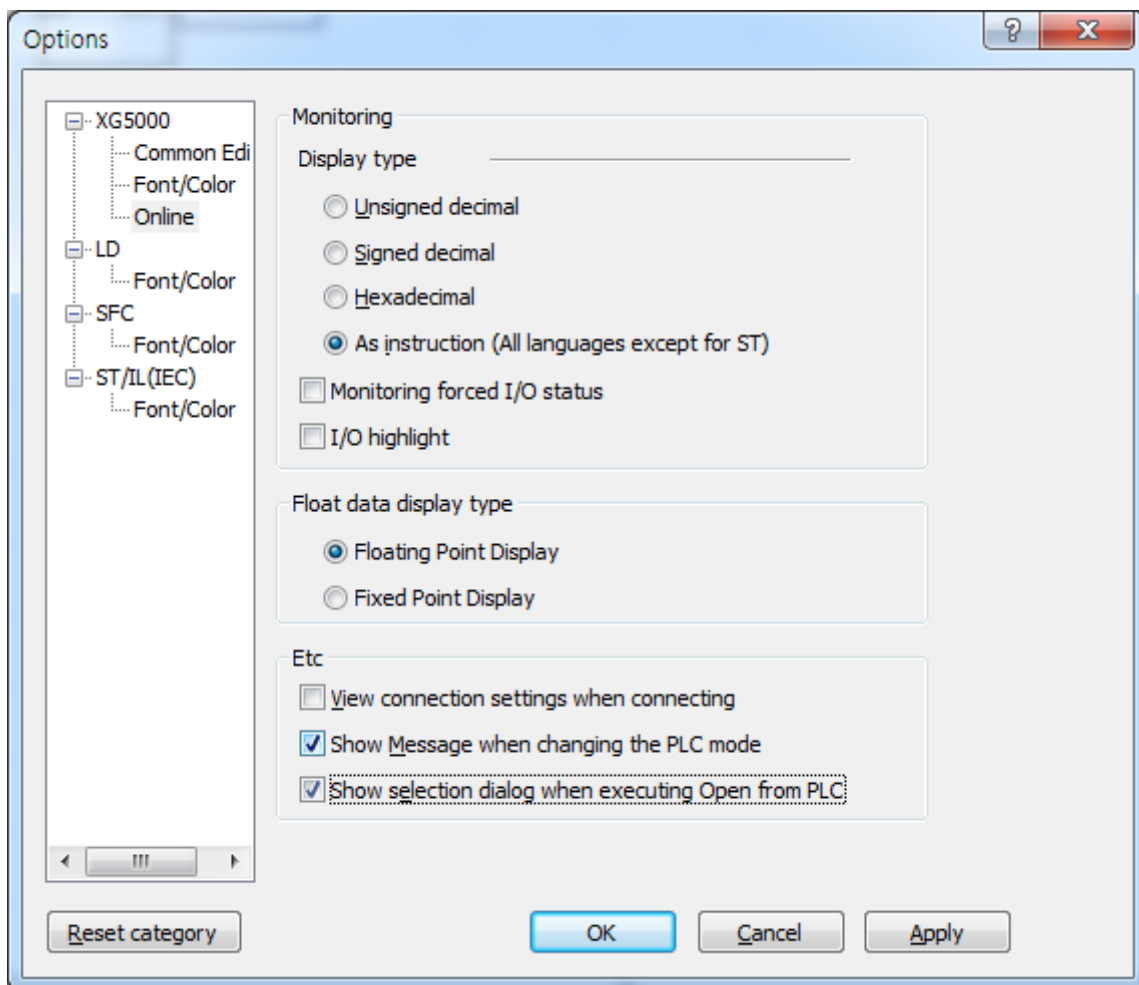 Options
XG5000
Common Edi
Font/Color
Online
LD
Font/Color
SFC
Font/Color
ST/IL(IEC)
Font/Color
Monitoring
Display type
Unsigned decimal
Signed decimal
Hexadecimal
As instruction (All languages except for ST)
Monitoring forced I/O status
I/O highlight
Float data display type
Floating Point Display
Fixed Point Display
Etc
View connection settings when connecting
Show Message when changing the PLC mode
Show selection dialog when executing Open from PLC
Reset category
OK
Cancel
Apply